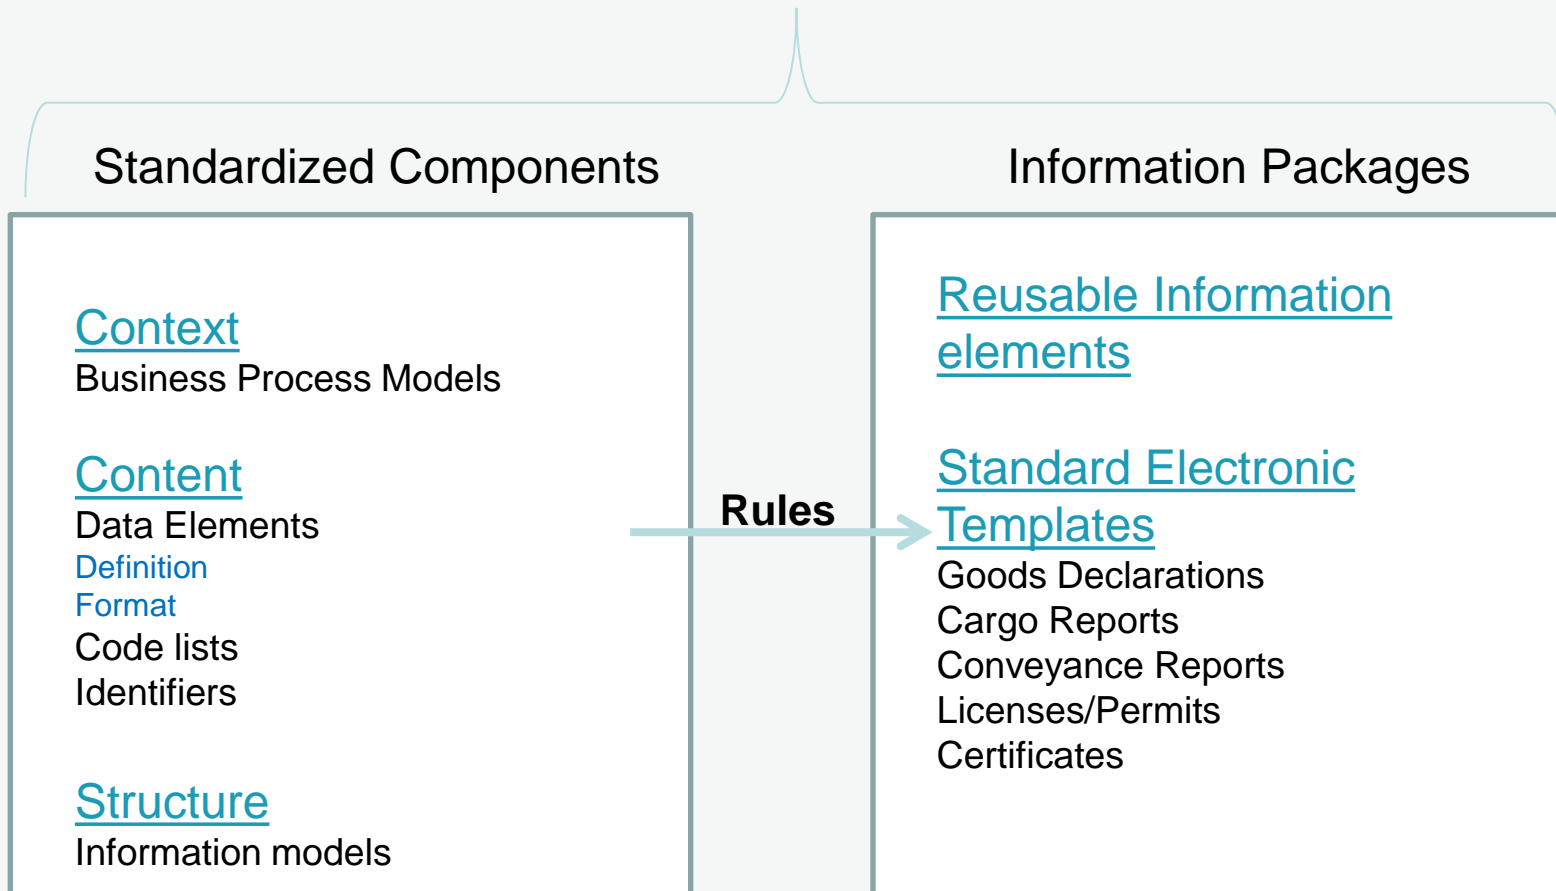 Standardized Components
Information Packages
Context
Business Process Models
Content
Data Elements
Definition
Format
Code lists
Identifiers
Structure
Information models
Rules
Reusable Information
elements
Standard Electronic
Templates
Goods Declarations
Cargo Reports
Conveyance Reports
Licenses/Permits
Certificates